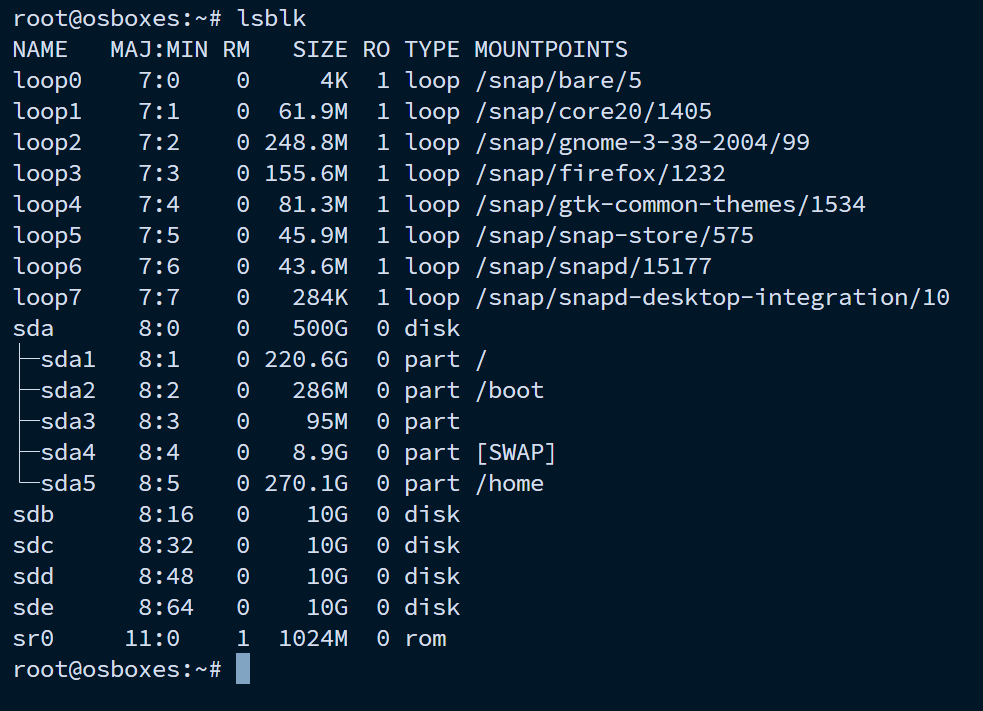 root@osboxes:~# lsblk
NAME   MAJ:MIN RM   SIZE RO TYPE MOUNTPOINTS
loop0    7:0    0     4K  1 loop /snap/bare/5
loop1    7:1    0  61.9M  1 loop /snap/core20/1405
loop2    7:2    0 248.8M  1 loop /snap/gnome-3-38-2004/99
loop3    7:3    0 155.6M  1 loop /snap/firefox/1232
loop4    7:4    0  81.3M  1 loop /snap/gtk-common-themes/1534
loop5    7:5    0  45.9M  1 loop /snap/snap-store/575
loop6    7:6    0  43.6M  1 loop /snap/snapd/15177
loop7    7:7    0   284K  1 loop /snap/snapd-desktop-integration/10
sda      8:0    0   500G  0 disk
├─sda1   8:1    0 220.6G  0 part /
├─sda2   8:2    0   286M  0 part /boot
├─sda3   8:3    0    95M  0 part
├─sda4   8:4    0   8.9G  0 part [SWAP]
└─sda5   8:5    0 270.1G  0 part /home
sdb      8:16   0    10G  0 disk
sdc      8:32   0    10G  0 disk
sdd      8:48   0    10G  0 disk
sde      8:64   0    10G  0 disk
sr0     11:0    1  1024M  0 rom
root@osboxes:~#